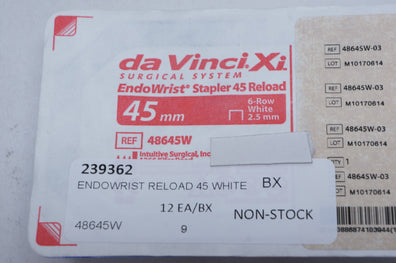 da Vinci.Xi
SURGICAL SYSTEM
EndoWrist® Stapler 45 Reload
45 mm
6-Row
White
2.5 mm
REF 48645W
Intuitive Surgical, Inc
239362
ENDOWRIST RELOAD 45 WHITE BX
12 EA/BX NON-STOCK
48645W 9
REF 48645W-03
LOT M10170614
REF 48645W-03
LOT M10170614
REF 48645W-03
LOT M10170614
QTY 1
REF 48645W-03
LOT M10170614